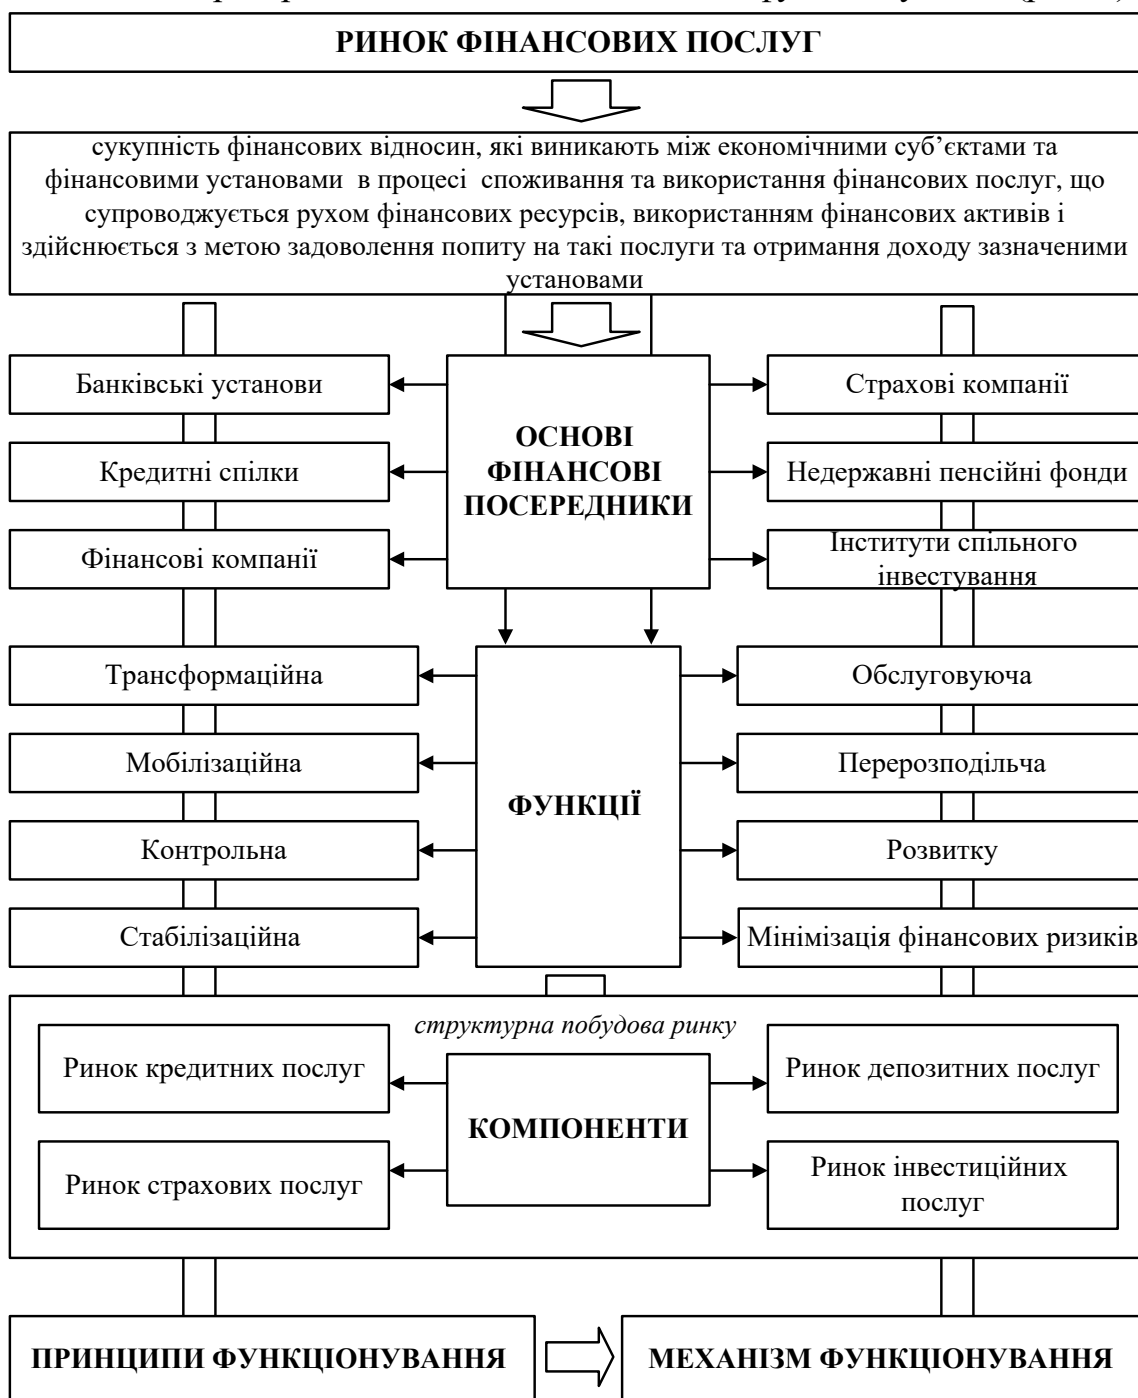 РИНОК ФІНАНСОВИХ ПОСЛУГ
сукупність фінансових відносин, які виникають між економічними суб’єктами та
фінансовими установами в процесі споживання та використання фінансових послуг, що
супроводжується рухом фінансових ресурсів, використанням фінансових активів і
здійснюється з метою задоволення попиту на такі послуги та отримання доходу зазначеними
установами
Банківські установи
Кредитні спілки
Фінансові компанії
ОСНОВІ
ФІНАНСОВІ
ПОСЕРЕДНИКИ
Страхові компанії
Недержавні пенсійні фонди
Інститути спільного
інвестування
Трансформаційна
Мобілізаційна
Контрольна
Стабілізаційна
ФУНКЦІЇ
Обслуговуюча
Перерозподільча
Розвитку
Мінімізація фінансових ризиків
структурна побудова ринку
Ринок кредитних послуг
Ринок страхових послуг
КОМПОНЕНТИ
Ринок депозитних послуг
Ринок інвестиційних
послуг
ПРИНЦИПИ ФУНКЦІОНУВАННЯ
МЕХАНІЗМ ФУНКЦІОНУВАННЯ